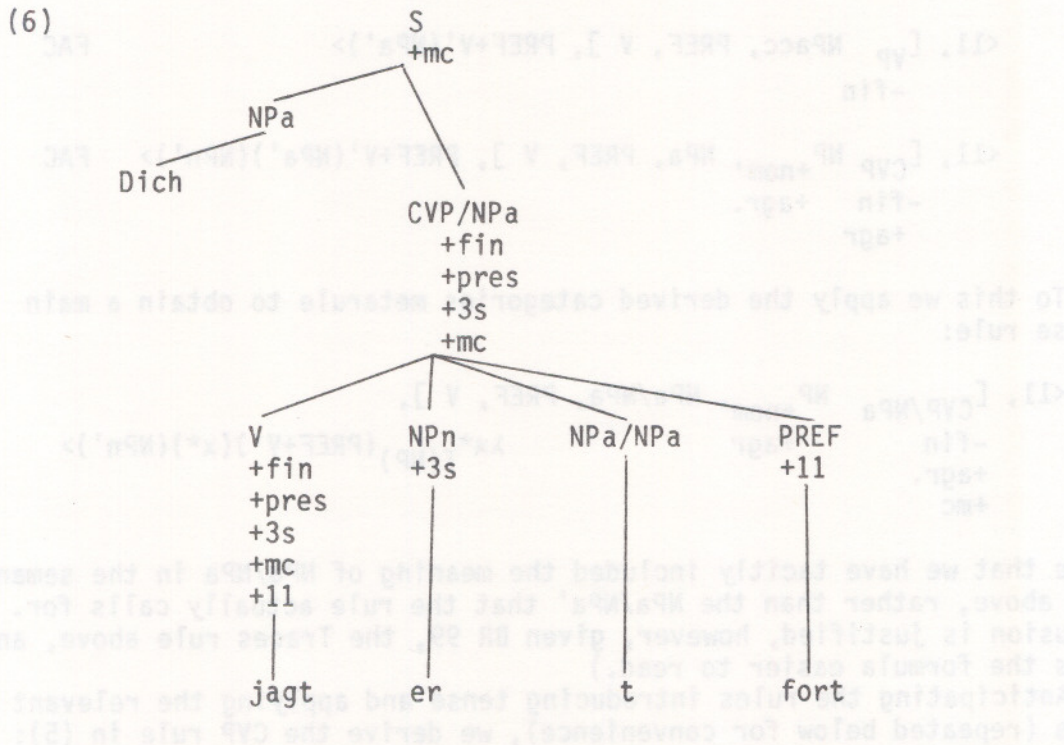 (6)
S
+mc
NPa
Dich
CVP/NPa
+fin
+pres
+3s
+mc
V NPn NPa/NPa PREF
+fin +3s +11
+pres
+3s
+mc
+11
jagt er t fort